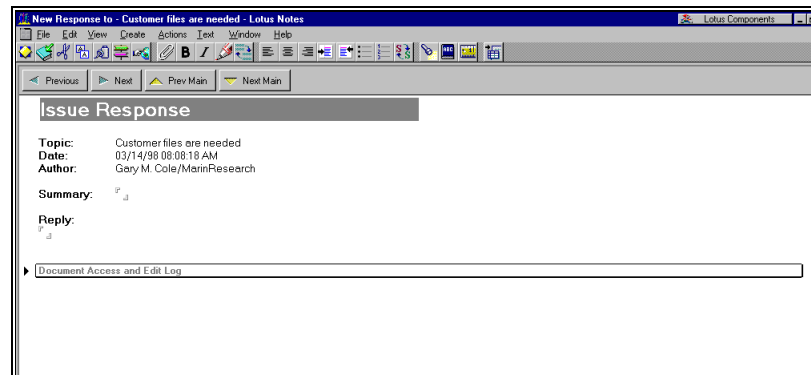 New Response to - Customer files are needed - Lotus Notes
Lotus Components
File Edit View Create Actions Text Window Help
Previous Next Prev Main Next Main
Issue Response
Topic: Customer files are needed
Date: 03/14/98 08:08:18 AM
Author: Gary M. Cole/MarinResearch
Summary:
Reply:
Document Access and Edit Log